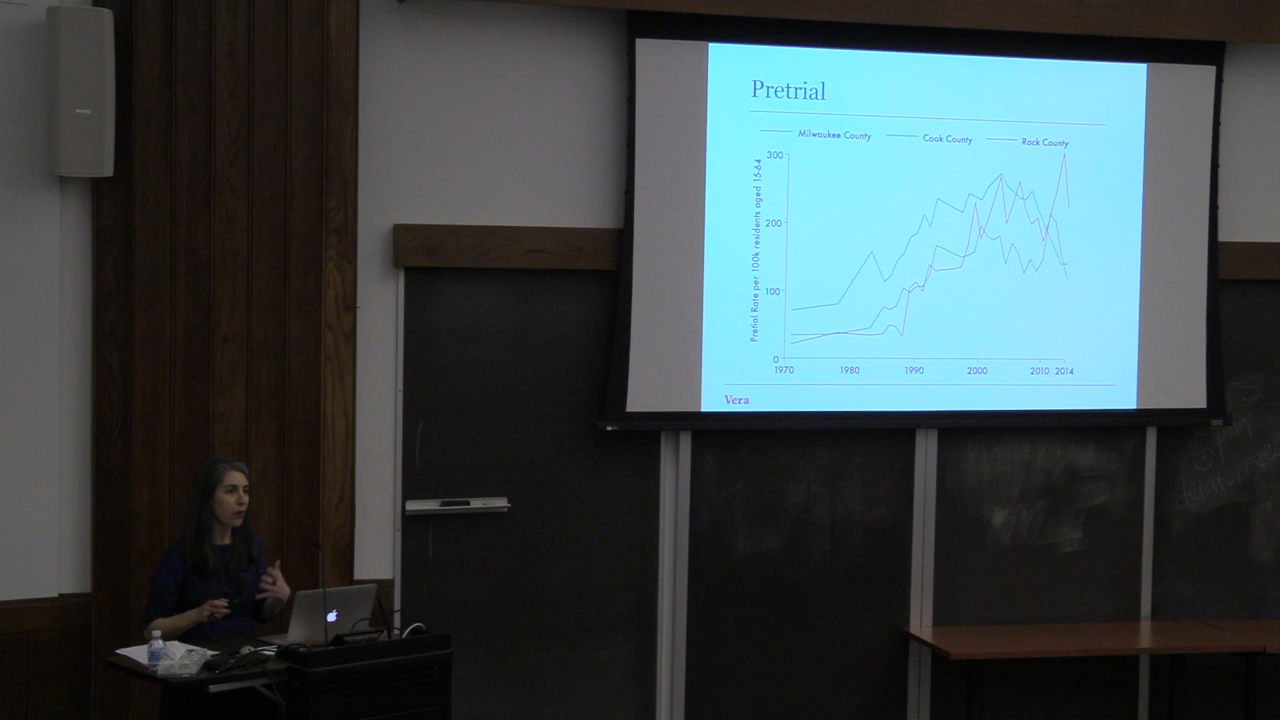 Pretrial
Milwaukee County Cook County Rock County
Pretial Rate per 100k residents aged 15-64
300
200
100
0
1970 1980 1990 2000 2010 2014
Vera